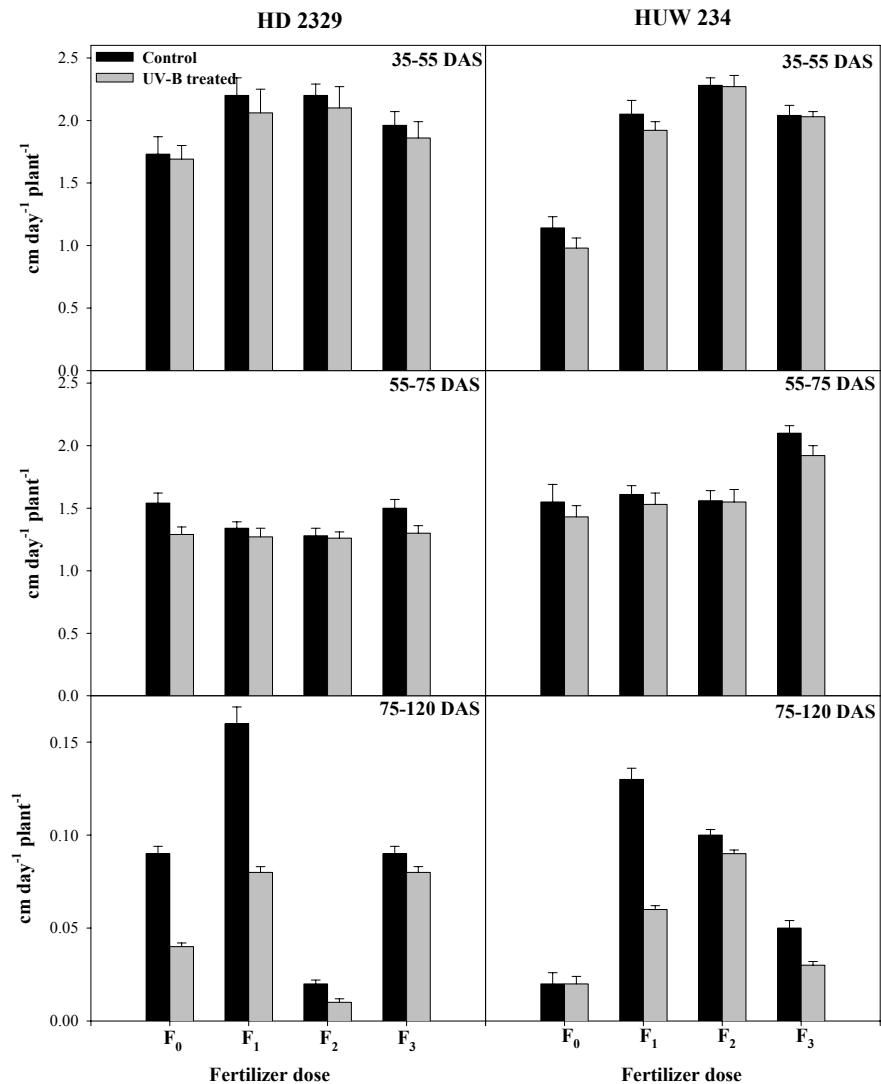 HD 2329
HUW 234
Control
UV-B treated
35-55 DAS
35-55 DAS
2.5
2.0
1.5
1.0
0.5
0.0
cm day-1 plant-1
55-75 DAS
55-75 DAS
2.5
2.0
1.5
1.0
0.5
0.0
cm day-1 plant-1
75-120 DAS
75-120 DAS
0.15
0.10
0.05
0.00
cm day-1 plant-1
F0 F1 F2 F3
F0 F1 F2 F3
Fertilizer dose
Fertilizer dose